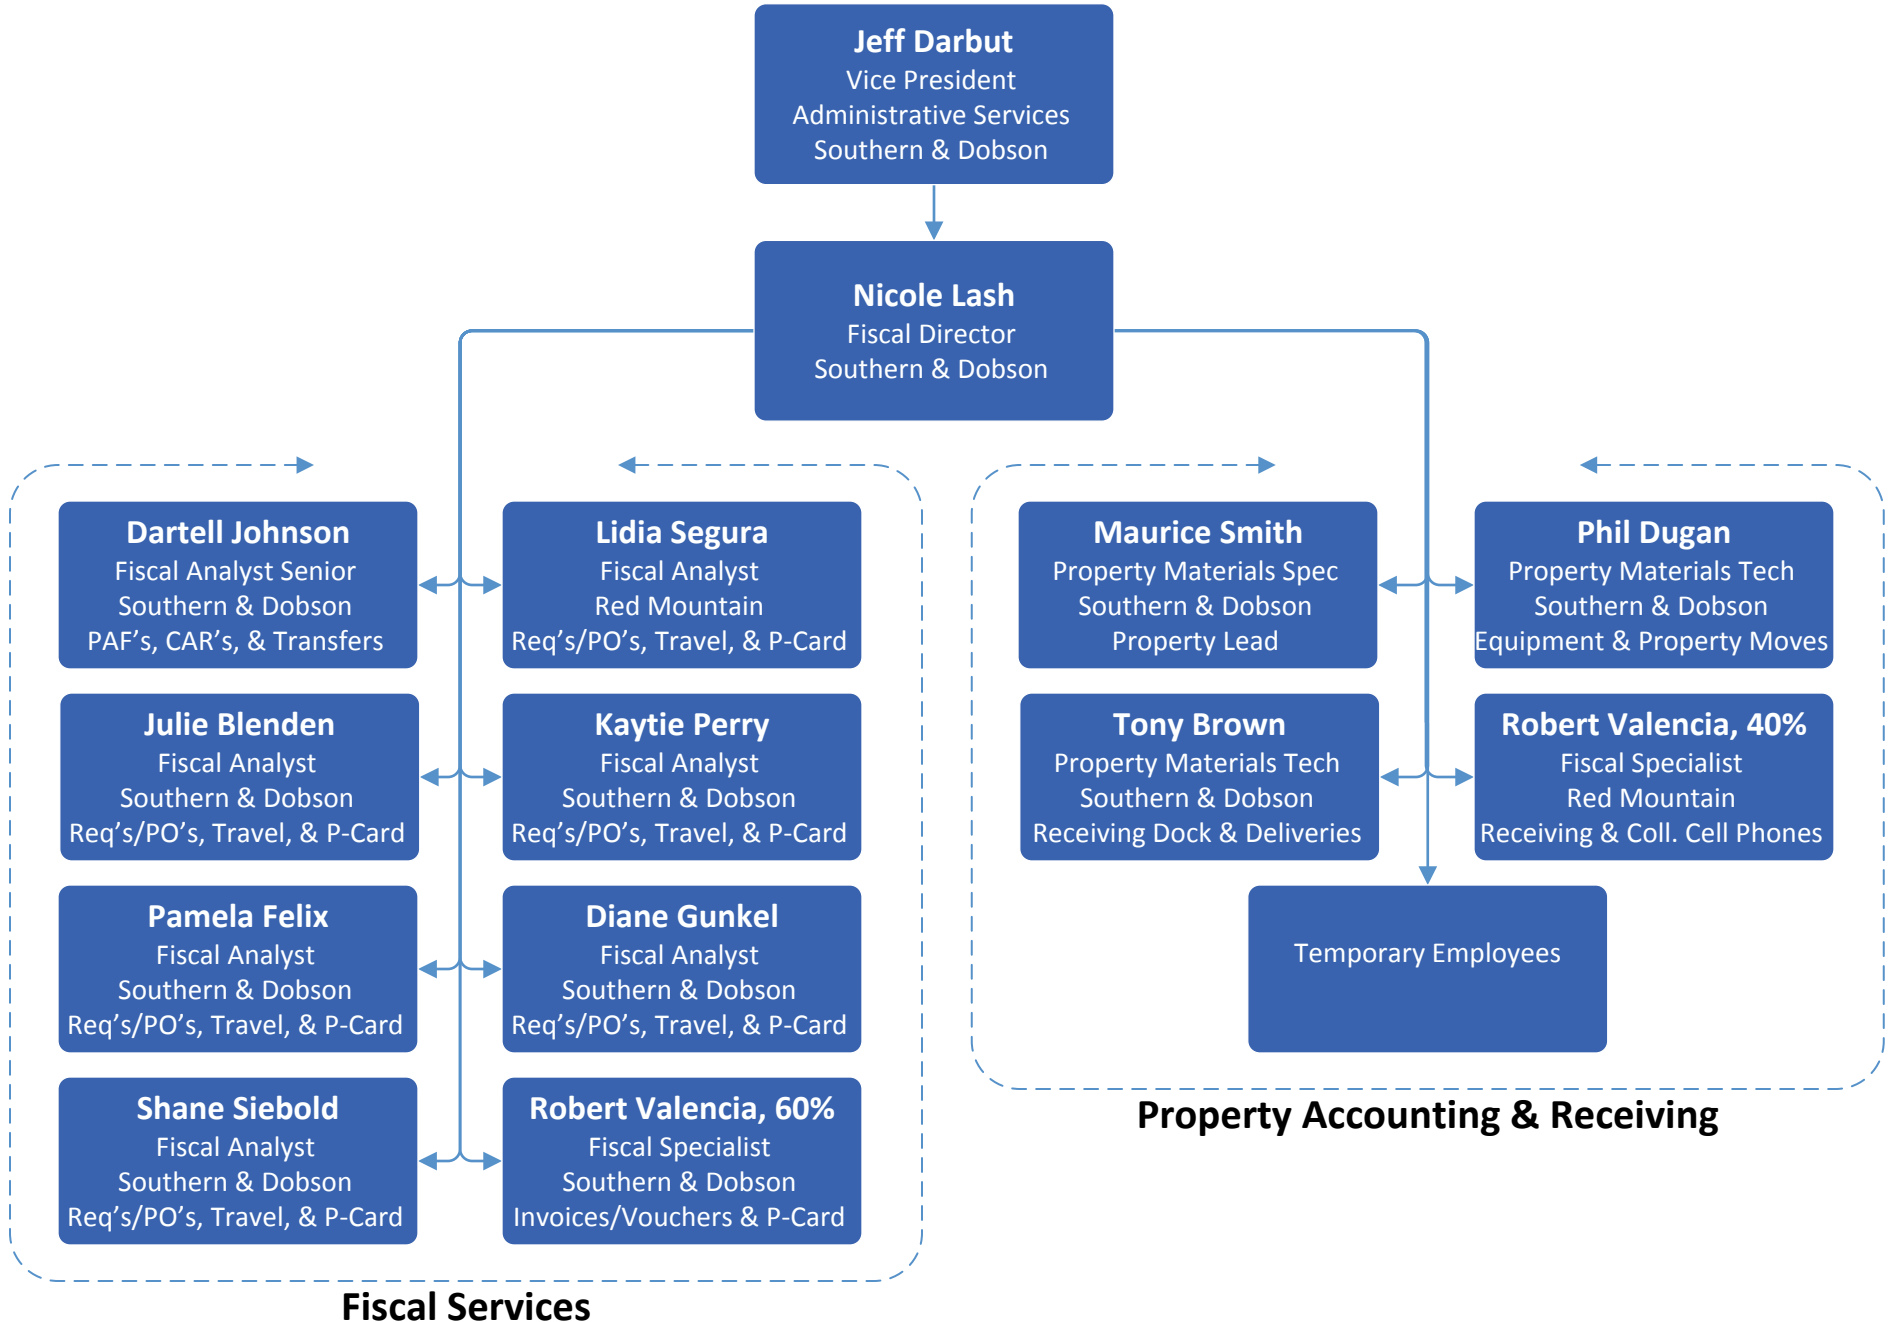 Jeff Darbut
Vice President
Administrative Services
Southern & Dobson
Nicole Lash
Fiscal Director
Southern & Dobson
Dartell Johnson
Fiscal Analyst Senior
Southern & Dobson
PAF’s, CAR’s, & Transfers
Lidia Segura
Fiscal Analyst
Red Mountain
Req’s/PO’s, Travel, & P-Card
Julie Blenden
Fiscal Analyst
Southern & Dobson
Req’s/PO’s, Travel, & P-Card
Kaytie Perry
Fiscal Analyst
Southern & Dobson
Req’s/PO’s, Travel, & P-Card
Pamela Felix
Fiscal Analyst
Southern & Dobson
Req’s/PO’s, Travel, & P-Card
Diane Gunkel
Fiscal Analyst
Southern & Dobson
Req’s/PO’s, Travel, & P-Card
Shane Siebold
Fiscal Analyst
Southern & Dobson
Req’s/PO’s, Travel, & P-Card
Robert Valencia, 60%
Fiscal Specialist
Southern & Dobson
Invoices/Vouchers & P-Card
Fiscal Services
Maurice Smith
Property Materials Spec
Southern & Dobson
Property Lead
Phil Dugan
Property Materials Tech
Southern & Dobson
Equipment & Property Moves
Tony Brown
Property Materials Tech
Southern & Dobson
Receiving Dock & Deliveries
Robert Valencia, 40%
Fiscal Specialist
Red Mountain
Receiving & Coll. Cell Phones
Temporary Employees
Property Accounting & Receiving